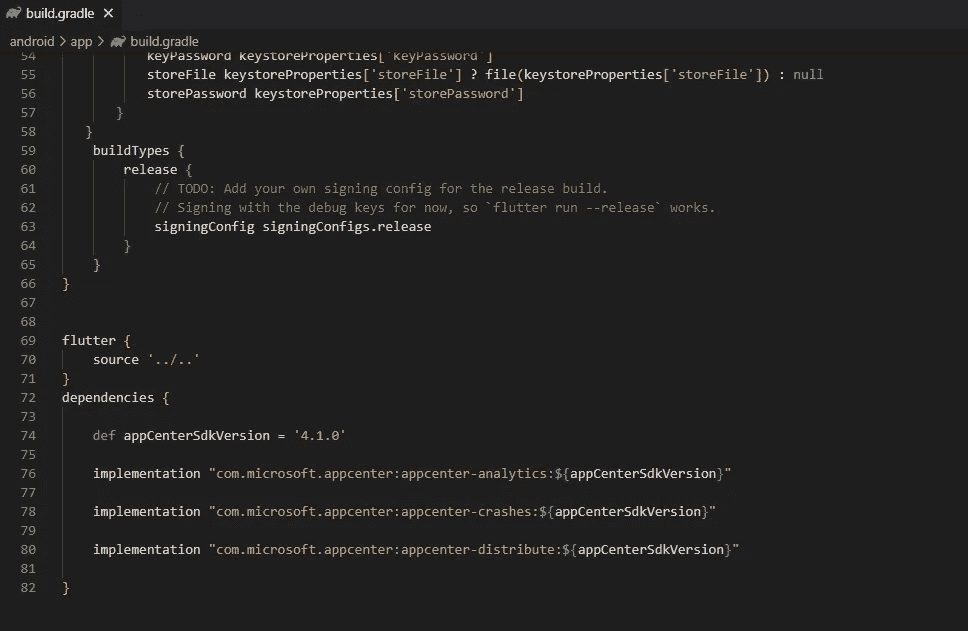 build.gradle ×
android > app > build.gradle
54 keyPassword keystoreProperties['keyPassword']
55 storeFile keystoreProperties['storeFile'] ? file(keystoreProperties['storeFile']) : null
56 storePassword keystoreProperties['storePassword']
57 }
58 }
59 buildTypes {
60 release {
61 // TODO: Add your own signing config for the release build.
62 // Signing with the debug keys for now, so `flutter run --release` works.
63 signingConfig signingConfigs.release
64 }
65 }
66 }
67
68
69 flutter {
70 source '../..'
71 }
72 dependencies {
73
74 def appCenterSdkVersion = '4.1.0'
75
76 implementation "com.microsoft.appcenter:appcenter-analytics:${appCenterSdkVersion}"
77
78 implementation "com.microsoft.appcenter:appcenter-crashes:${appCenterSdkVersion}"
79
80 implementation "com.microsoft.appcenter:appcenter-distribute:${appCenterSdkVersion}"
81
82 }